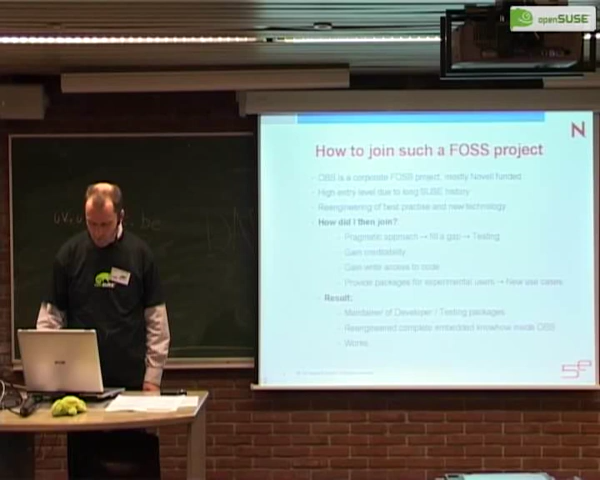 openSUSE
N
How to join such a FOSS project
OBS is a corporate FOSS project, mostly Novell funded
High entry level due to long SUSE history
Reengineering of best practise and new technology
How did I then join?
Pragmatic approach → fill a gap → Testing
Gain credibility
Gain write access to code
Provide packages for experimental users → New use cases
Result:
Maintainer of Developer / Testing packages
Reengineered complete embedded knowhow inside OBS
Works.